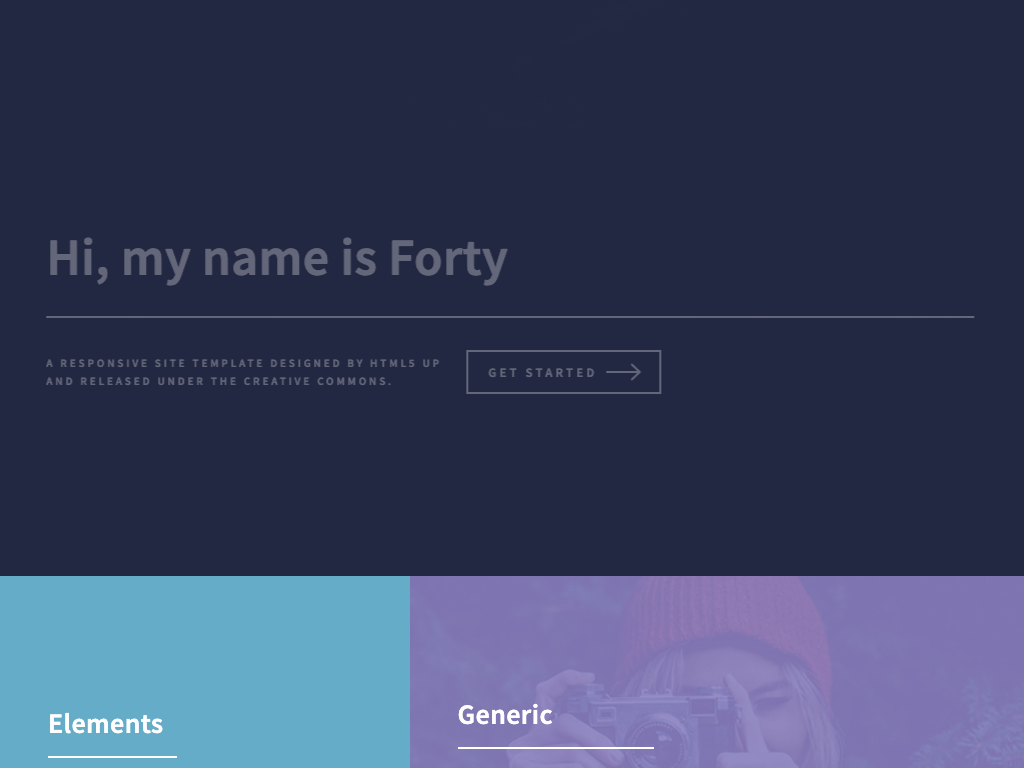 Hi, my name is Forty
A RESPONSIVE SITE TEMPLATE DESIGNED BY HTML5 UP
AND RELEASED UNDER THE CREATIVE COMMONS.
GET STARTED
Elements
Generic